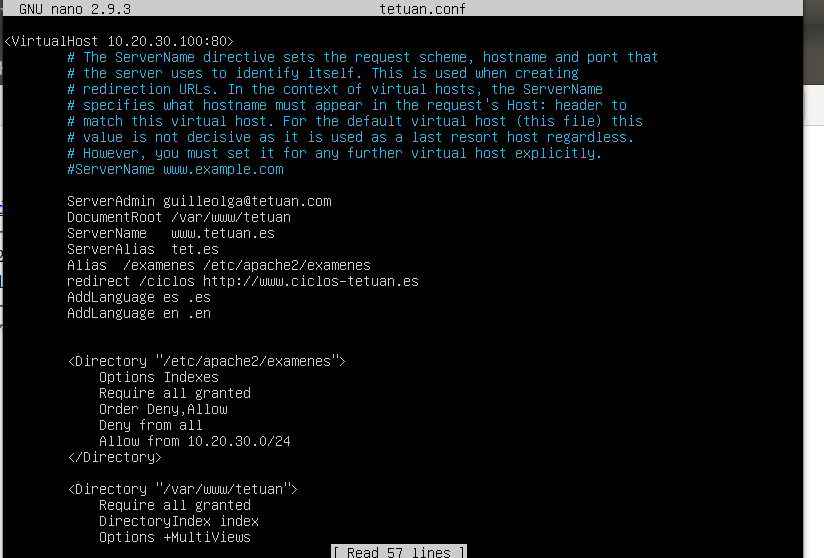 GNU nano 2.9.3 tetuan.conf
<VirtualHost 10.20.30.100:80>
# The ServerName directive sets the request scheme, hostname and port that
# the server uses to identify itself. This is used when creating
# redirection URLs. In the context of virtual hosts, the ServerName
# specifies what hostname must appear in the request's Host: header to
# match this virtual host. For the default virtual host (this file) this
# value is not decisive as it is used as a last resort host regardless.
# However, you must set it for any further virtual host explicitly.
#ServerName www.example.com
ServerAdmin guilleolga@tetuan.com
DocumentRoot /var/www/tetuan
ServerName www.tetuan.es
ServerAlias tet.es
Alias /examenes /etc/apache2/examenes
redirect /ciclos http://www.ciclos-tetuan.es
AddLanguage es .es
AddLanguage en .en
<Directory "/etc/apache2/examenes">
Options Indexes
Require all granted
Order Deny,Allow
Deny from all
Allow from 10.20.30.0/24
</Directory>
<Directory "/var/www/tetuan">
Require all granted
DirectoryIndex index
Options +MultiViews
[ Read 57 lines ]